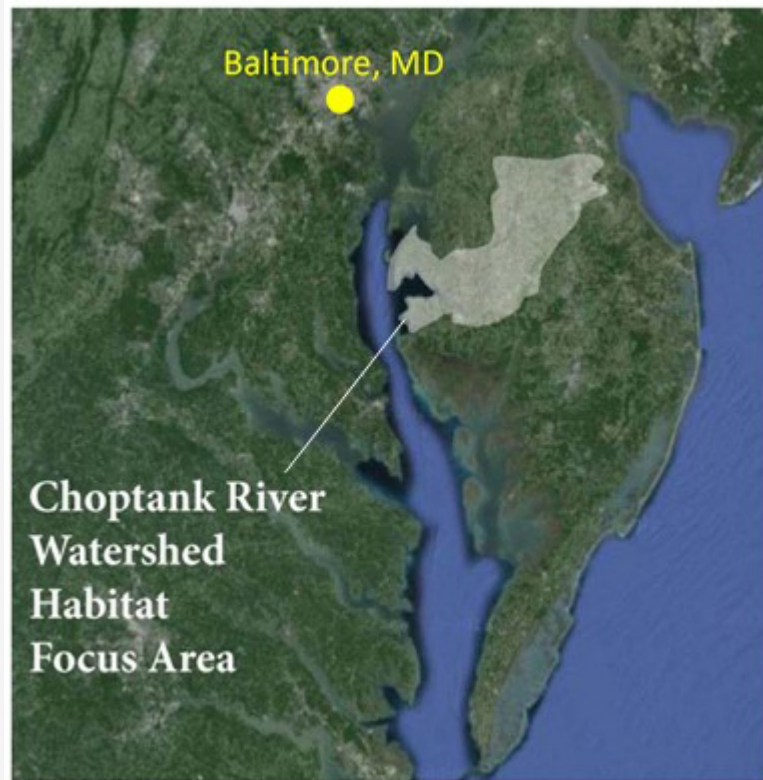 Baltimore, MD
Choptank River
Watershed
Habitat
Focus Area